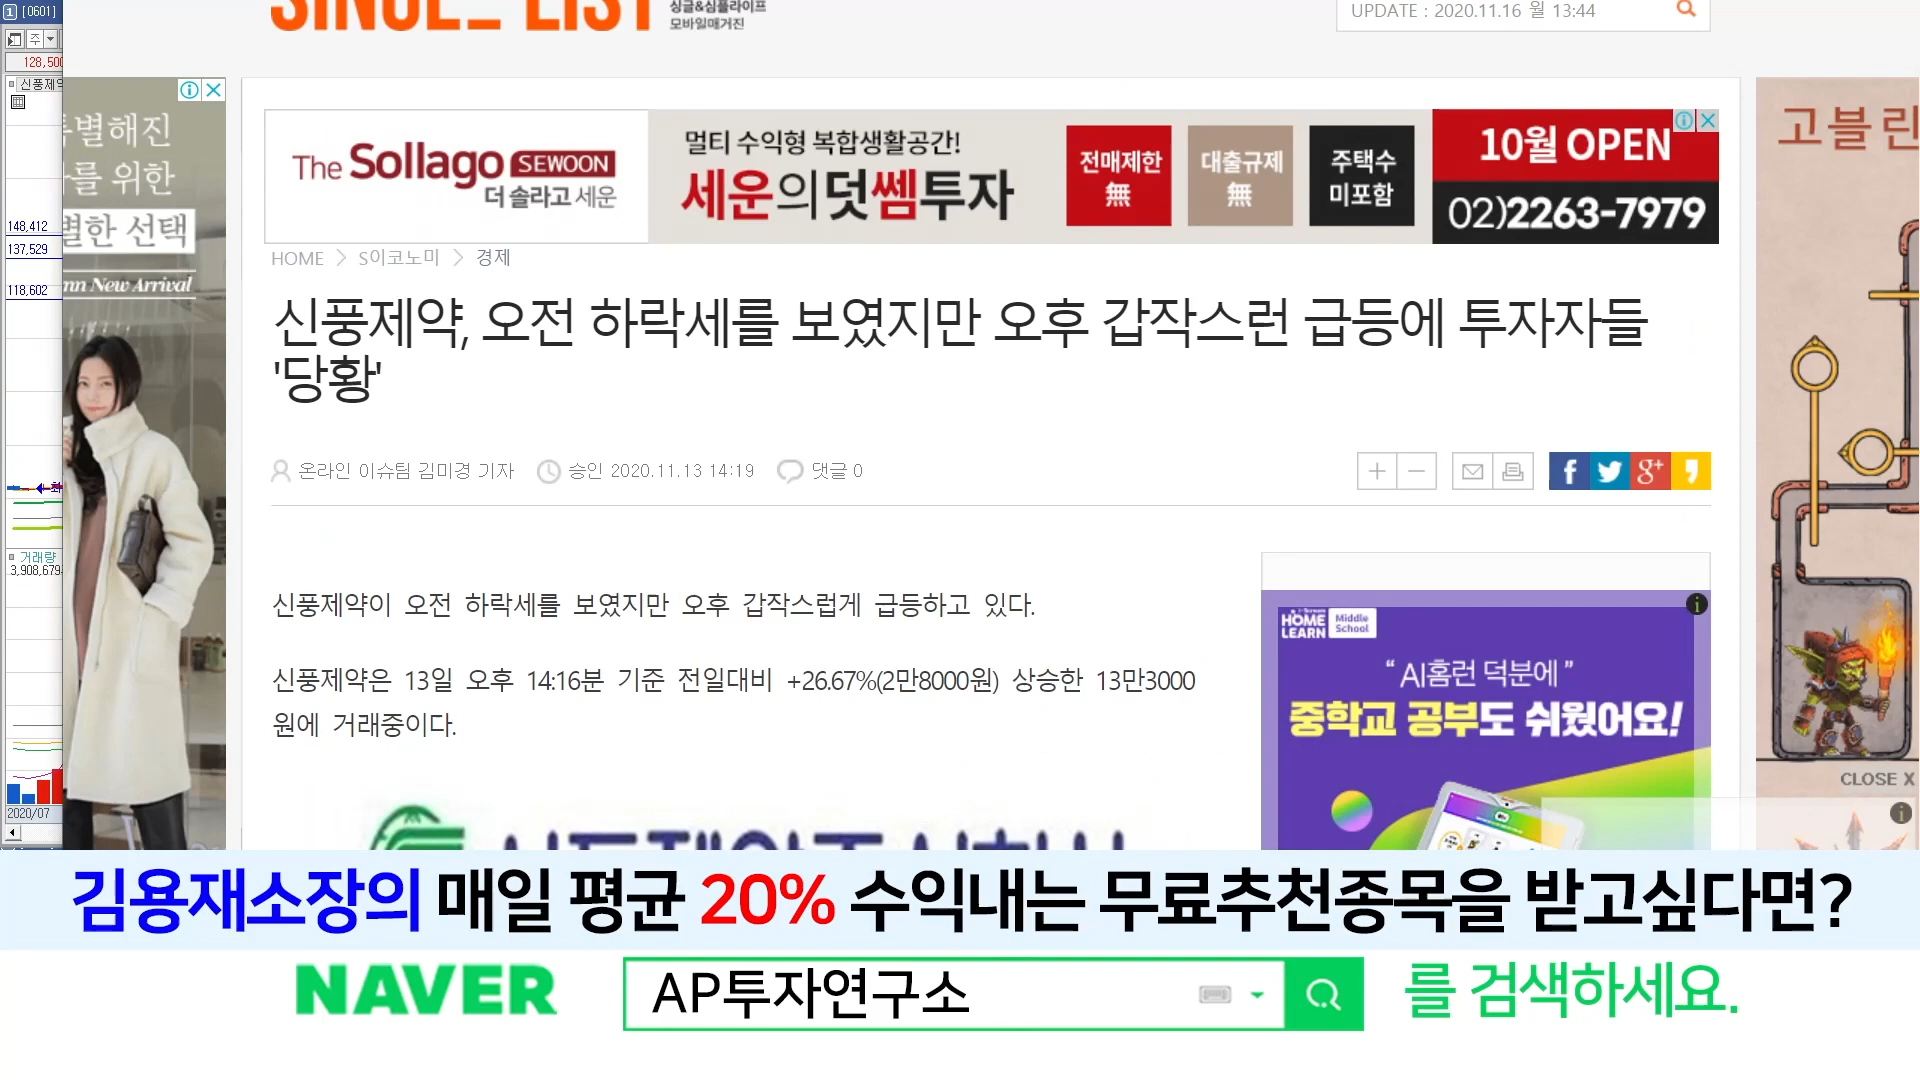 1 [0601]
SINGLE LIST
싱글&심플라이프
모바일매거진
UPDATE : 2020.11.16 월 13:44
주
128,500
신풍제약
148,412
137,529
118,602
거래량
3,908,679
2020/07
특별해진
를 위한
별한 선택
nn New Arrival
The Sollago SEWOON
더 솔라고 세운
멀티 수익형 복합생활공간!
세운의덧쎔투자
전매제한
無
대출규제
無
주택수
미포함
10월 OPEN
02)2263-7979
고블린
HOME > S이코노미 > 경제
신풍제약, 오전 하락세를 보였지만 오후 갑작스런 급등에 투자자들
'당황'
온라인 이슈팀 김미경 기자 승인 2020.11.13 14:19 댓글 0
신풍제약이 오전 하락세를 보였지만 오후 갑작스럽게 급등하고 있다.
신풍제약은 13일 오후 14:16분 기준 전일대비 +26.67%(2만8000원) 상승한 13만3000
원에 거래중이다.
HOME
LEARN
Middle
School
“ AI홈런 덕분에 ”
중학교 공부도 쉬웠어요!
CLOSE X
김용재소장의 매일 평균 20% 수익내는 무료추천종목을 받고싶다면?
NAVER AP투자연구소 를 검색하세요.